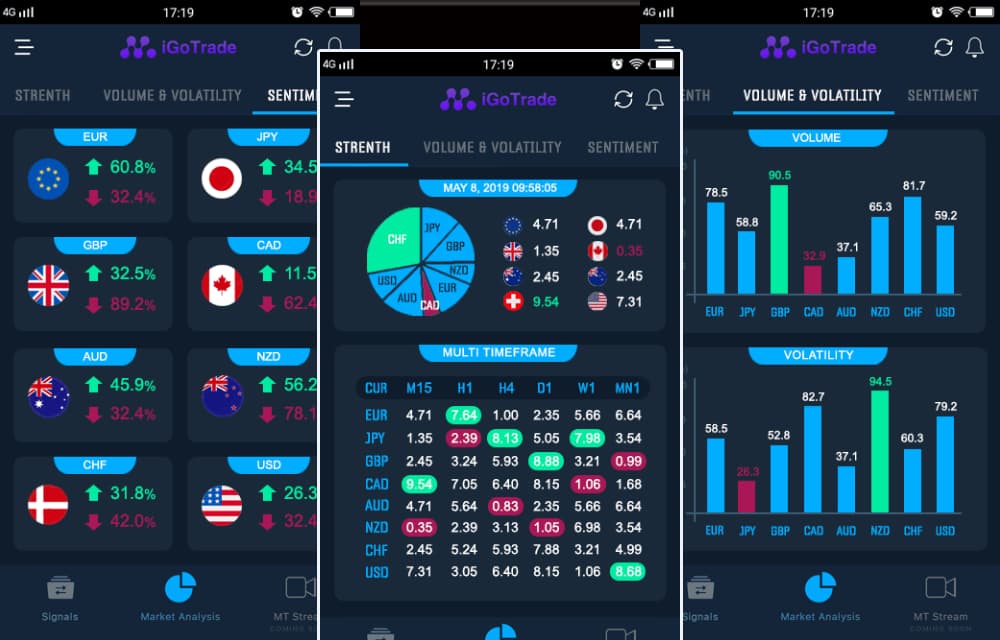 4G 17:19
iGoTrade
STRENTH VOLUME & VOLATILITY SENTIM
EUR
60.8%
32.4%
JPY
34.5
18.9
GBP
32.5%
89.2%
CAD
11.5
62.4
AUD
45.9%
32.4%
NZD
56.2
78.1
CHF
31.8%
42.0%
USD
26.3
32.4
Signals Market Analysis MT Strea
COMING S
4G 17:19
iGoTrade
STRENTH VOLUME & VOLATILITY SENTIMENT
MAY 8, 2019 09:58:05
CHF
JPY
GBP
NZD
EUR
CAD
AUD
USD
4.71 4.71
1.35 0.35
2.45 2.45
9.54 7.31
MULTI TIMEFRAME
CUR M15 H1 H4 D1 W1 MN1
EUR 4.71 7.64 1.00 2.35 5.66 6.64
JPY 1.35 2.39 8.13 5.05 7.98 3.54
GBP 2.45 3.24 5.93 8.88 3.21 0.99
CAD 9.54 7.05 6.40 8.15 1.06 1.68
AUD 4.71 5.64 0.83 2.35 5.66 6.64
NZD 0.35 2.39 3.13 1.05 6.98 3.54
CHF 2.45 5.24 5.93 7.88 3.21 4.99
USD 7.31 3.05 6.40 8.15 1.06 8.68
4G 17:19
iGoTrade
ENTH VOLUME & VOLATILITY SENTIMENT
VOLUME
78.5 58.8 90.5 32.9 37.1 65.3 81.7 59.2
EUR JPY GBP CAD AUD NZD CHF USD
VOLATILITY
58.5 26.3 52.8 82.7 37.1 94.5 60.3 79.2
EUR JPY GBP CAD AUD NZD CHF USD
ignals Market Analysis MT Stream
COMING SOON